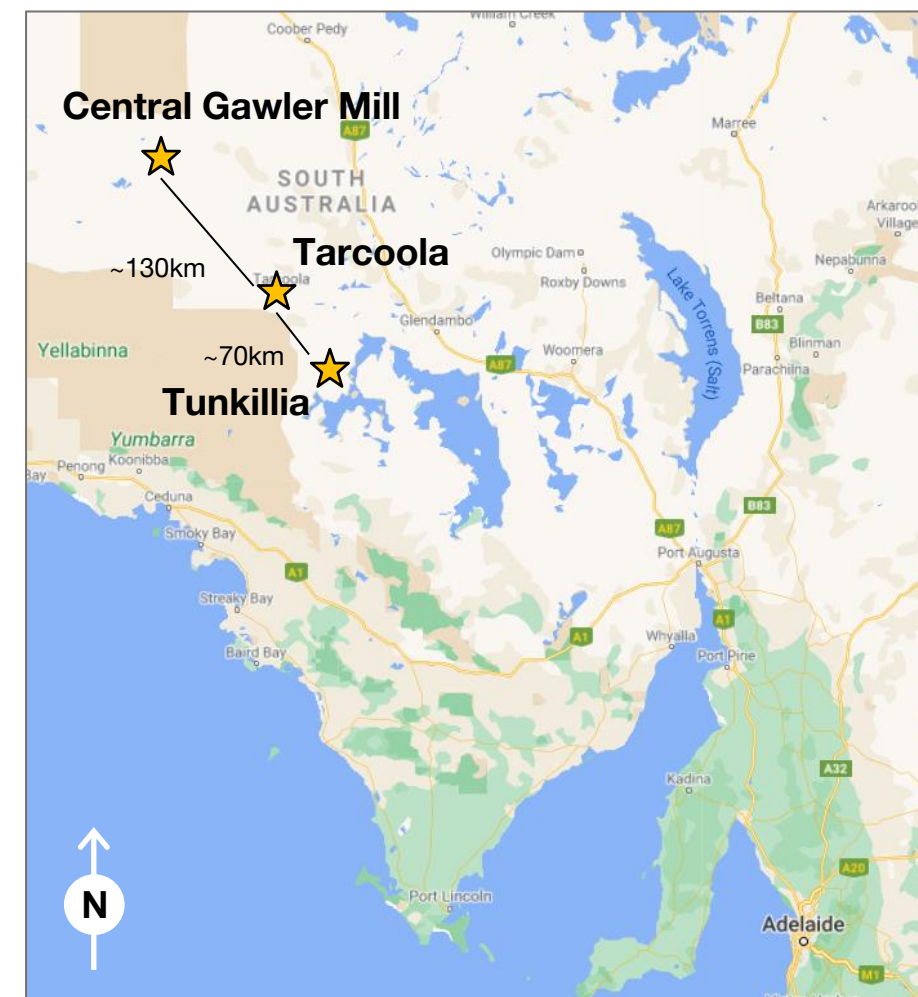 William Creek
Coober Pedy
Central Gawler Mill
A87
Marree
SOUTH
AUSTRALIA
Arkaroo
Village
Tarcoola
Olympic Dam
Nepabunna
~130km
Tarcoola
Roxby Downs
Lake Torrens (Salt)
Beltana
Glendambo
B83
Yellabinna
~70km
Woomera
Blinman
A87
Parachilna
Tunkillia
Yumbarra
Koonibba
Penong
Bay
Ceduna
B83
Smoky Bay
A87
Port Augusta
A1
Streaky Bay
A1
A1
Whyalla
Baird Bay
Port Pirie
A32
Kadina
A20
N
Port Lincoln
Adelaide
M1